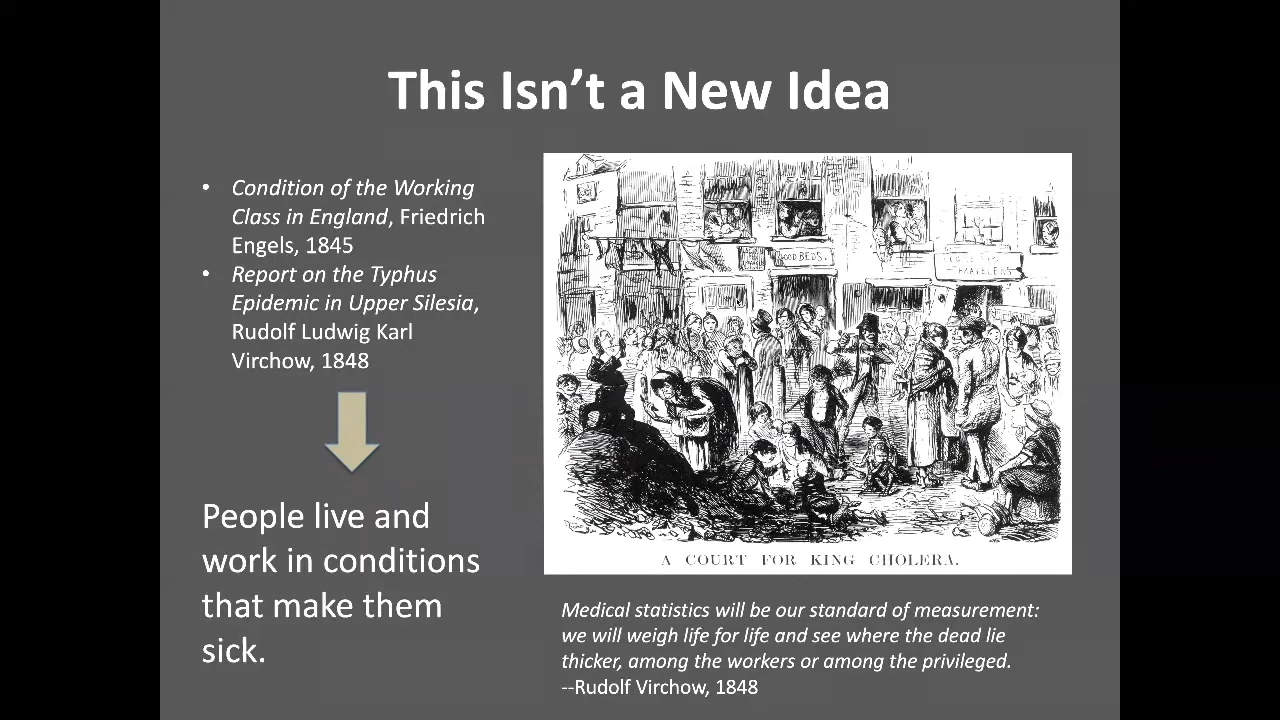 This Isn’t a New Idea
• Condition of the Working
Class in England, Friedrich
Engels, 1845
• Report on the Typhus
Epidemic in Upper Silesia,
Rudolf Ludwig Karl
Virchow, 1848
People live and
work in conditions
that make them
sick.
BEDS.
TRAVELERS
A COURT FOR KING CHOLERA.
Medical statistics will be our standard of measurement:
we will weigh life for life and see where the dead lie
thicker, among the workers or among the privileged.
--Rudolf Virchow, 1848